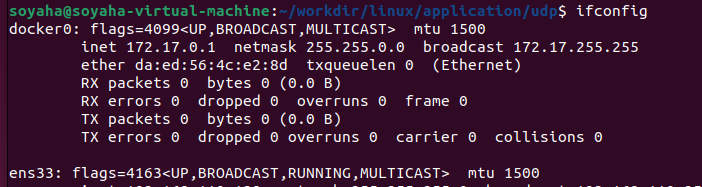 soyaha@soyaha-virtual-machine:~/workdir/linux/application/udp$ ifconfig
docker0: flags=4099<UP,BROADCAST,MULTICAST>  mtu 1500
        inet 172.17.0.1  netmask 255.255.0.0  broadcast 172.17.255.255
        ether da:ed:56:4c:e2:8d  txqueuelen 0  (Ethernet)
        RX packets 0  bytes 0 (0.0 B)
        RX errors 0  dropped 0  overruns 0  frame 0
        TX packets 0  bytes 0 (0.0 B)
        TX errors 0  dropped 0 overruns 0  carrier 0  collisions 0
ens33: flags=4163<UP,BROADCAST,RUNNING,MULTICAST>  mtu 1500